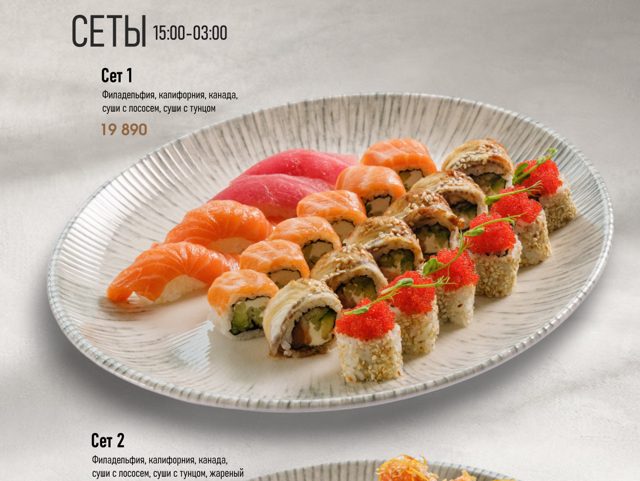 СЕТЫ 15:00-03:00
Сет 1
Филадельфия, калифорния, канада,
суши с лососем, суши с тунцом
19 890
Сет 2
Филадельфия, калифорния, канада,
суши с лососем, суши с тунцом, жареный